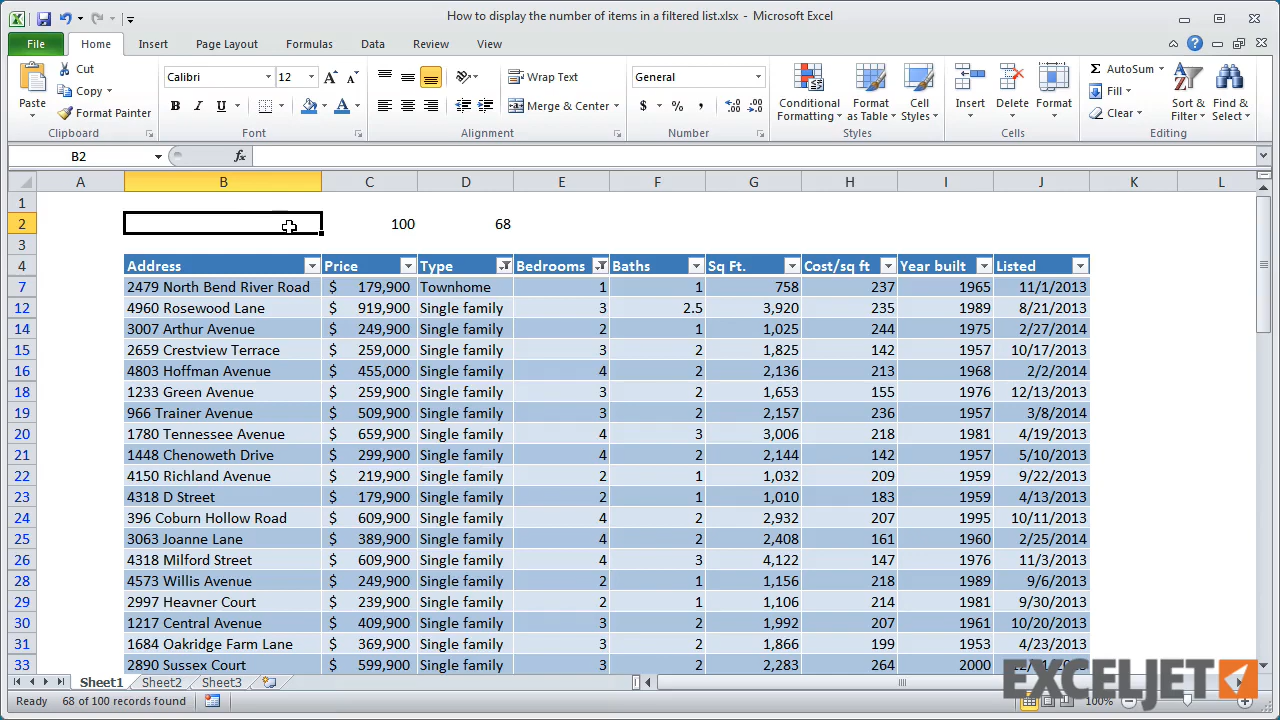 How to display the number of items in a filtered list.xlsx - Microsoft Excel
File Home Insert Page Layout Formulas Data Review View
Paste Cut Copy Format Painter Clipboard
Calibri 12 A A B I U A Font
Wrap Text Merge & Center Alignment
General $ % , .0 .00 Number
Conditional Formatting Format as Table Cell Styles Styles
Insert Delete Format Cells
Σ AutoSum Fill Clear Sort & Filter Find & Select Editing
B2 fx
A B C D E F G H I J K L
1
2 100 68
3
4 Address Price Type Bedrooms Baths Sq Ft. Cost/sq ft Year built Listed
7 2479 North Bend River Road $ 179,900 Townhome 1 1 758 237 1965 11/1/2013
12 4960 Rosewood Lane $ 919,900 Single family 3 2.5 3,920 235 1989 8/21/2013
14 3007 Arthur Avenue $ 249,900 Single family 2 1 1,025 244 1975 2/27/2014
15 2659 Crestview Terrace $ 259,000 Single family 3 2 1,825 142 1957 10/17/2013
16 4803 Hoffman Avenue $ 455,000 Single family 4 2 2,136 213 1968 2/2/2014
18 1233 Green Avenue $ 259,900 Single family 3 2 1,653 155 1976 12/13/2013
19 966 Trainer Avenue $ 509,900 Single family 3 2 2,157 236 1957 3/8/2014
20 1780 Tennessee Avenue $ 659,900 Single family 4 3 3,006 218 1981 4/19/2013
21 1448 Chenoweth Drive $ 299,900 Single family 4 2 2,144 142 1957 5/10/2013
22 4150 Richland Avenue $ 219,900 Single family 2 1 1,032 209 1959 9/22/2013
23 4318 D Street $ 179,900 Single family 2 1 1,010 183 1959 4/13/2013
24 396 Coburn Hollow Road $ 609,900 Single family 4 2 2,932 207 1995 10/11/2013
25 3063 Joanne Lane $ 389,900 Single family 4 2 2,408 161 1960 2/25/2014
26 4318 Milford Street $ 609,900 Single family 4 3 4,122 147 1976 11/3/2013
28 4573 Willis Avenue $ 249,900 Single family 2 1 1,156 218 1989 9/6/2013
29 2997 Heavner Court $ 239,900 Single family 2 1 1,106 214 1981 9/30/2013
30 1217 Central Avenue $ 409,900 Single family 3 2 1,992 207 1961 10/20/2013
31 1684 Oakridge Farm Lane $ 369,900 Single family 3 2 1,866 199 1953 4/23/2013
33 2890 Sussex Court $ 599,900 Single family 3 2 2,283 264 2000
Sheet1 Sheet2 Sheet3
EXCELJET
Ready 68 of 100 records found 100%